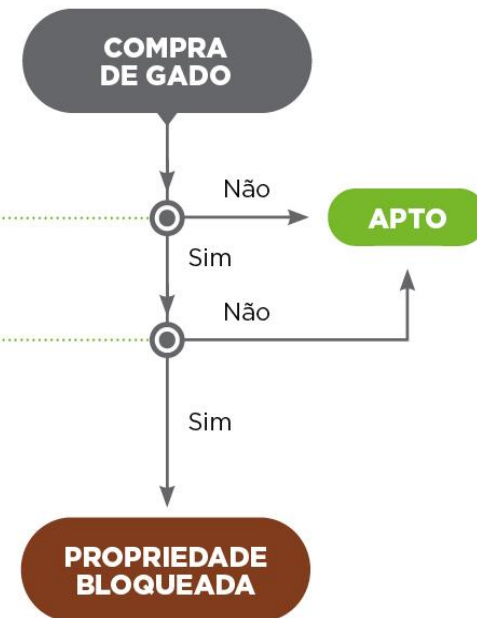 COMPRA
DE GADO
Não
APTO
Sim
Não
Sim
PROPRIEDADE
BLOQUEADA